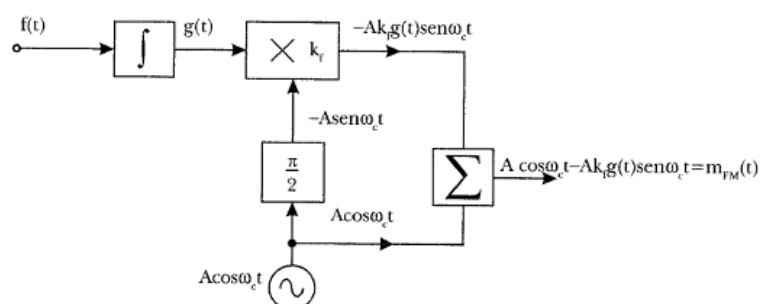 f(t)
∫
g(t)
× k_f
−Ak_f g(t)senω_c t
−Asenω_c t
π
2
∑
A cosω_c t−Ak_f g(t)senω_c t=m_FM(t)
Acosω_c t
Acosω_c t